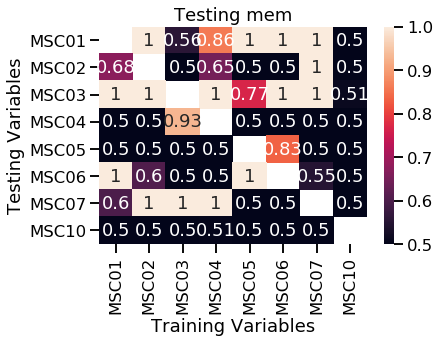 Testing mem
MSC01 1 0.56 0.86 1 1 1 0.5
MSC02 0.68 0.5 0.65 0.5 0.5 1 0.5
MSC03 1 1 1 0.77 1 1 0.51
MSC04 0.5 0.5 0.93 0.5 0.5 0.5 0.5
MSC05 0.5 0.5 0.5 0.5 0.83 0.5 0.5
MSC06 1 0.6 0.5 0.5 1 0.55 0.5
MSC07 0.6 1 1 1 0.5 0.5 0.5
MSC10 0.5 0.5 0.5 0.51 0.5 0.5 0.5
MSC01 MSC02 MSC03 MSC04 MSC05 MSC06 MSC07 MSC10
Training Variables
Testing Variables
1.0
0.9
0.8
0.7
0.6
0.5